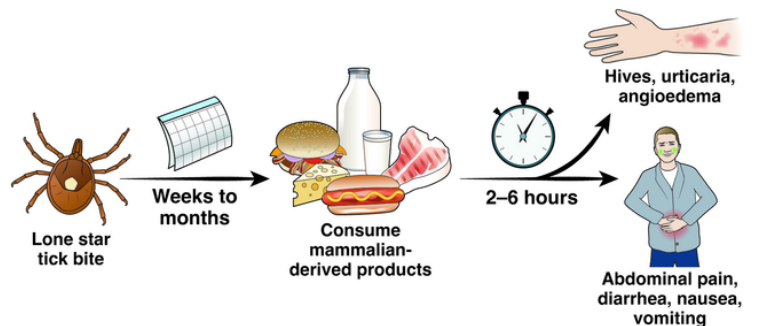 Lone star
tick bite
Weeks to
months
Consume
mammalian-
derived products
2–6 hours
Hives, urticaria,
angioedema
Abdominal pain,
diarrhea, nausea,
vomiting